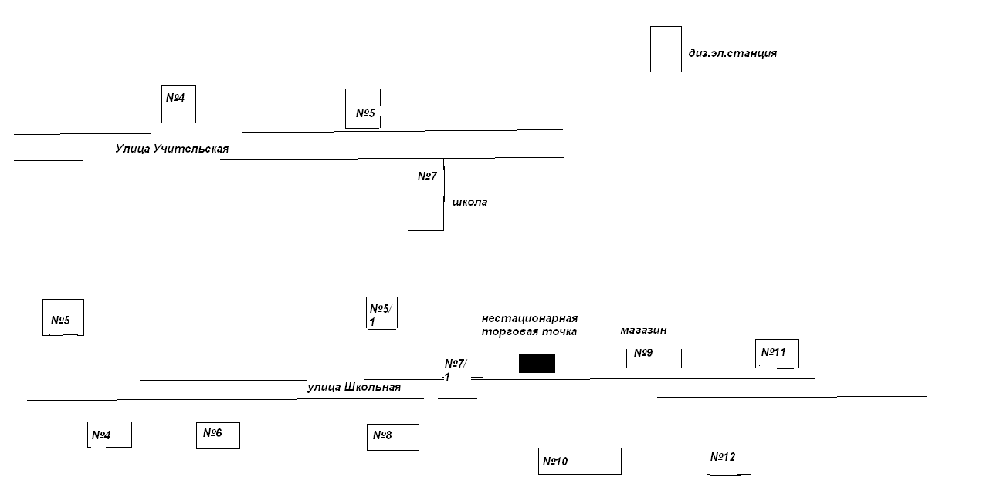 диз.эл.станция
№4
№5
Улица Учительская
№7
школа
№5
№5/
1
нестационарная
торговая точка
магазин
№7/
1
№9
№11
улица Школьная
№4
№6
№8
№10
№12